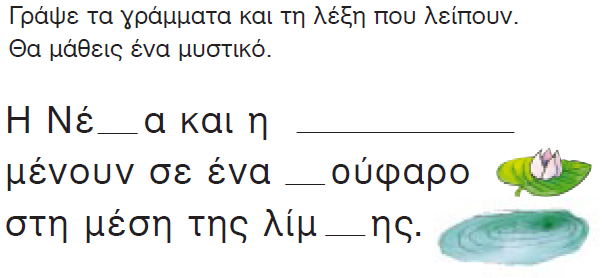 Γράψε τα γράμματα και τη λέξη που λείπουν.
Θα μάθεις ένα μυστικό.
Η Νέ__α και η ____________
μένουν σε ένα __ούφαρο
στη μέση της λίμ__ης.